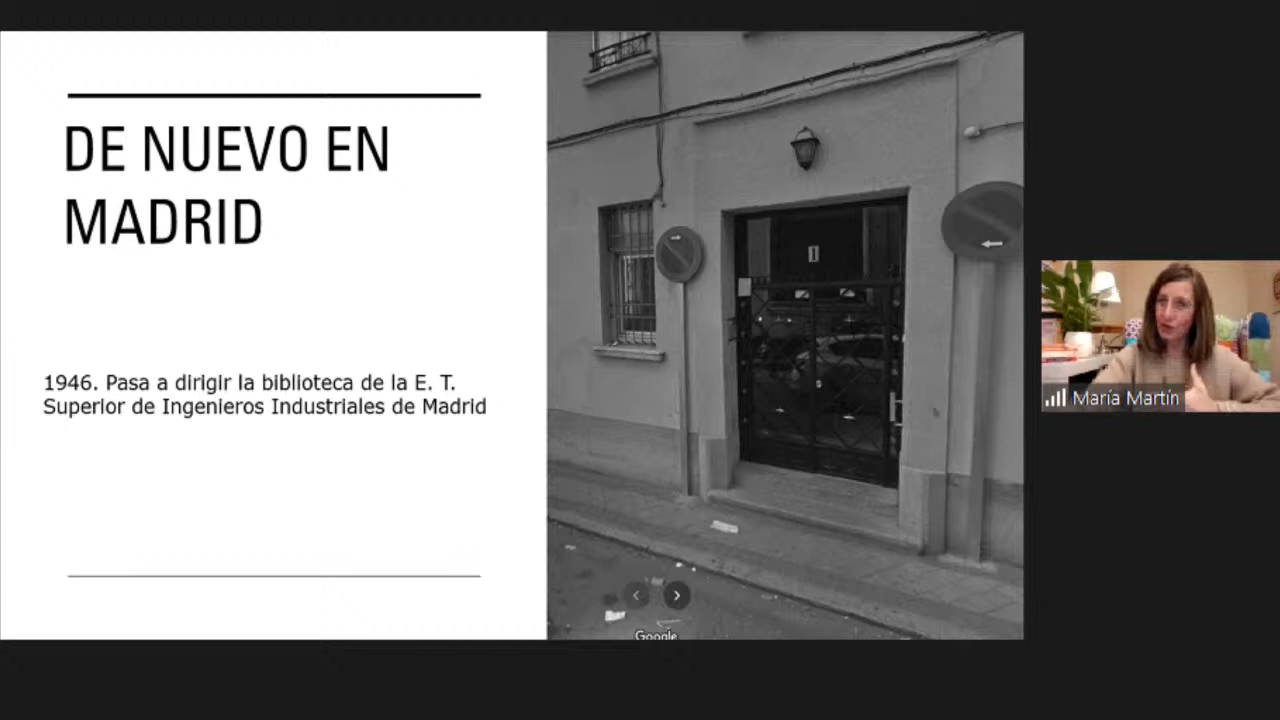 DE NUEVO EN
MADRID
1946. Pasa a dirigir la biblioteca de la E. T.
Superior de Ingenieros Industriales de Madrid
1
Google
María Martín